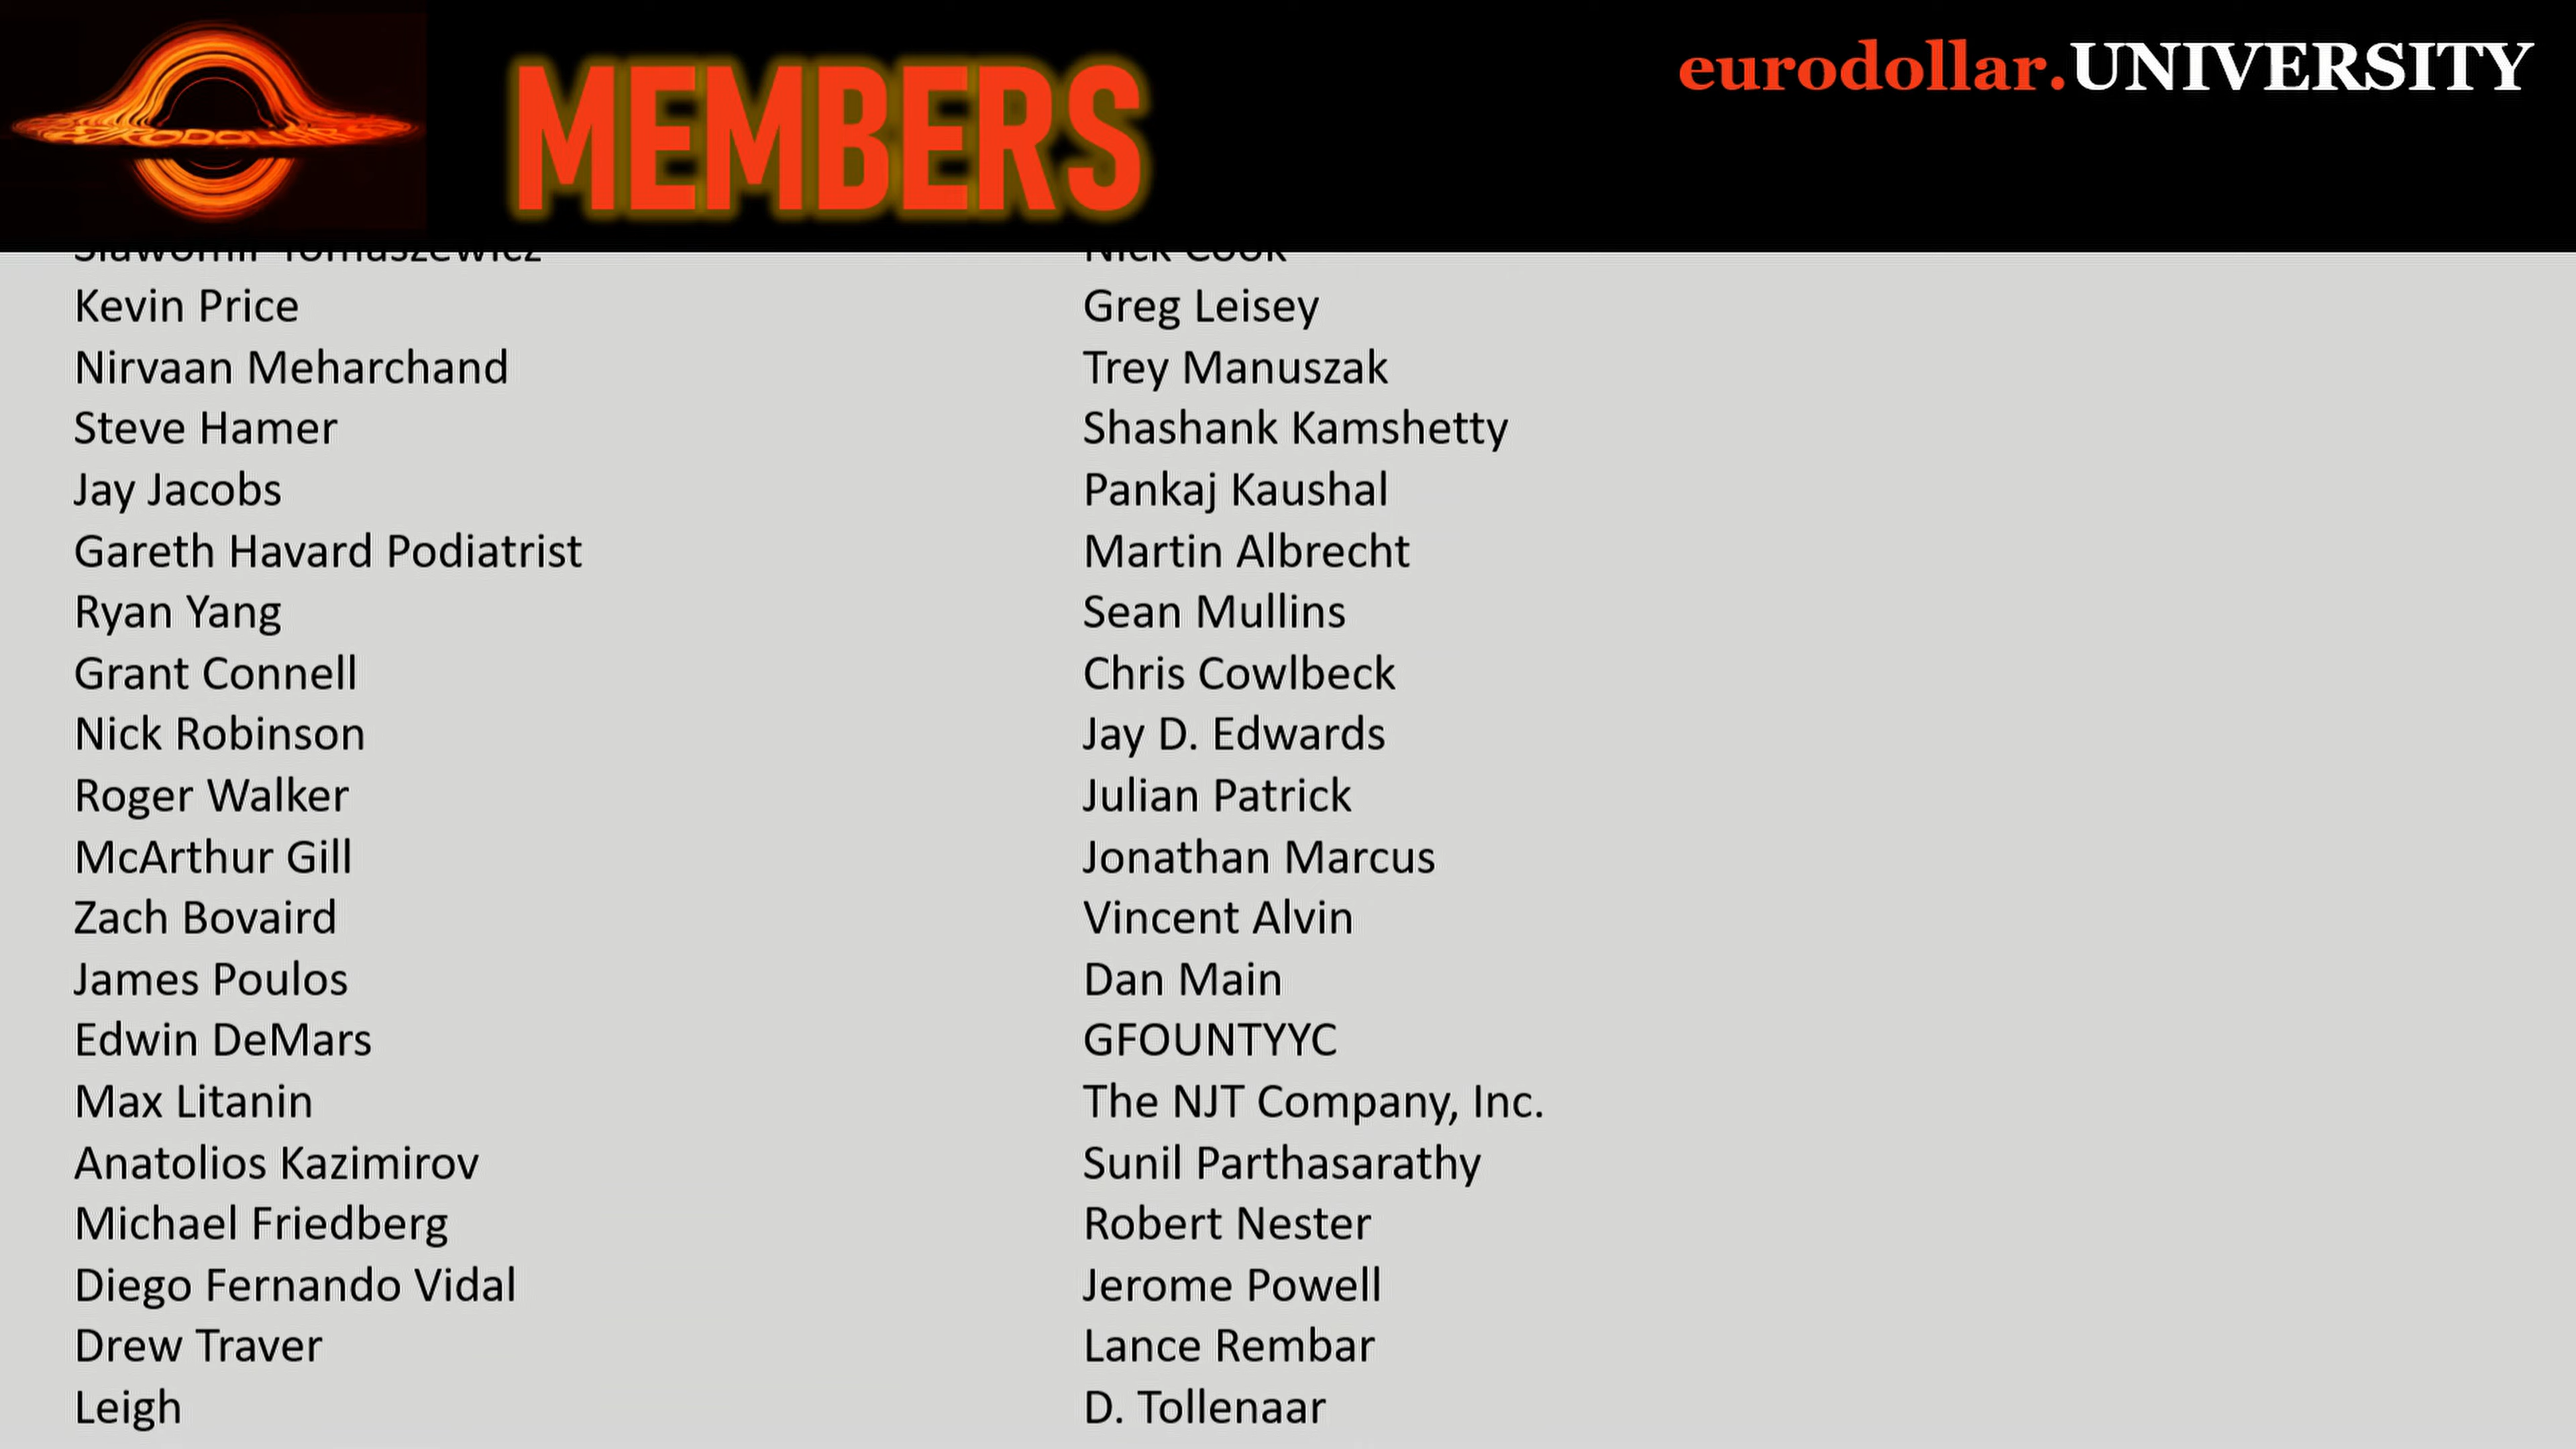 MEMBERS
eurodollar.UNIVERSITY
Slawomir Tomaszewicz
Kevin Price
Nirvaan Meharchand
Steve Hamer
Jay Jacobs
Gareth Havard Podiatrist
Ryan Yang
Grant Connell
Nick Robinson
Roger Walker
McArthur Gill
Zach Bovaird
James Poulos
Edwin DeMars
Max Litanin
Anatolios Kazimirov
Michael Friedberg
Diego Fernando Vidal
Drew Traver
Leigh
Nick Cook
Greg Leisey
Trey Manuszak
Shashank Kamshetty
Pankaj Kaushal
Martin Albrecht
Sean Mullins
Chris Cowlbeck
Jay D. Edwards
Julian Patrick
Jonathan Marcus
Vincent Alvin
Dan Main
GFOUNTYYC
The NJT Company, Inc.
Sunil Parthasarathy
Robert Nester
Jerome Powell
Lance Rembar
D. Tollenaar